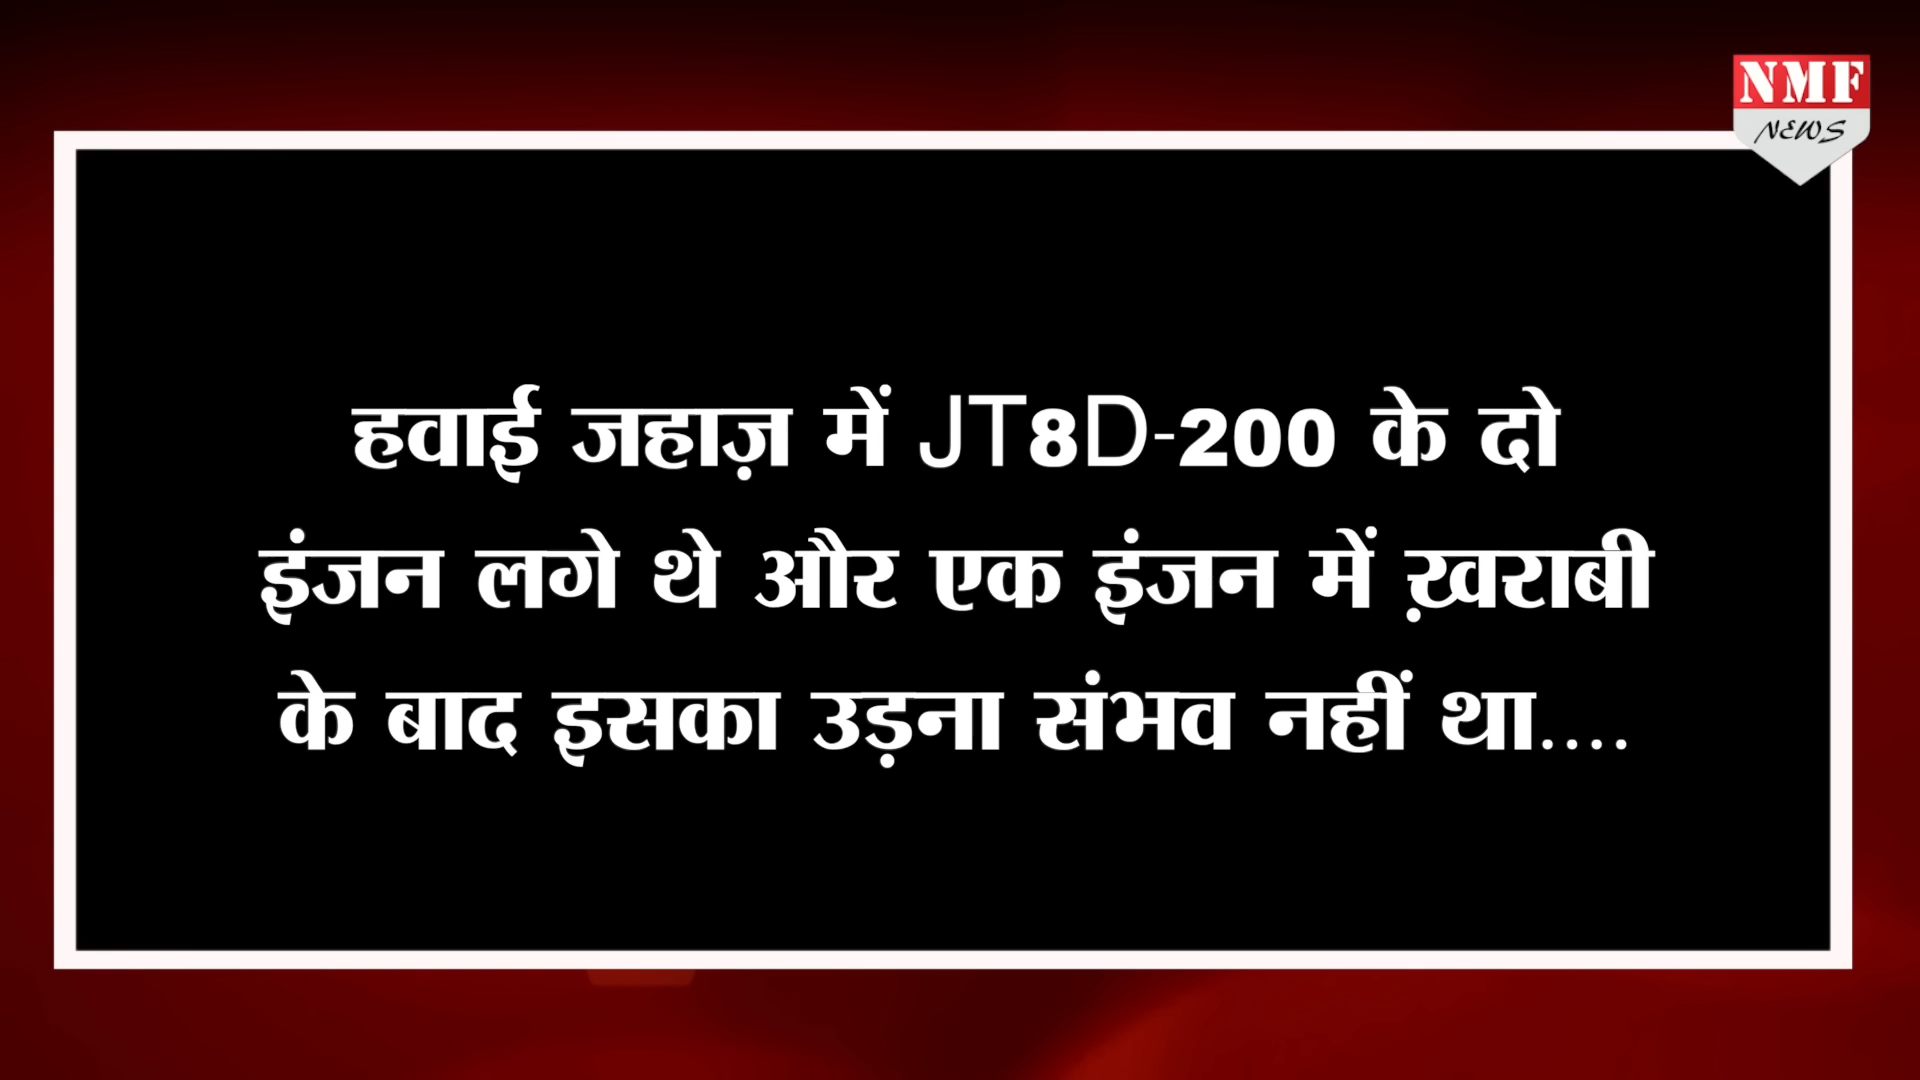 NMF
NEWS
हवाई जहाज़ में JT8D-200 के दो
इंजन लगे थे और एक इंजन में ख़राबी
के बाद इसका उड़ना संभव नहीं था....